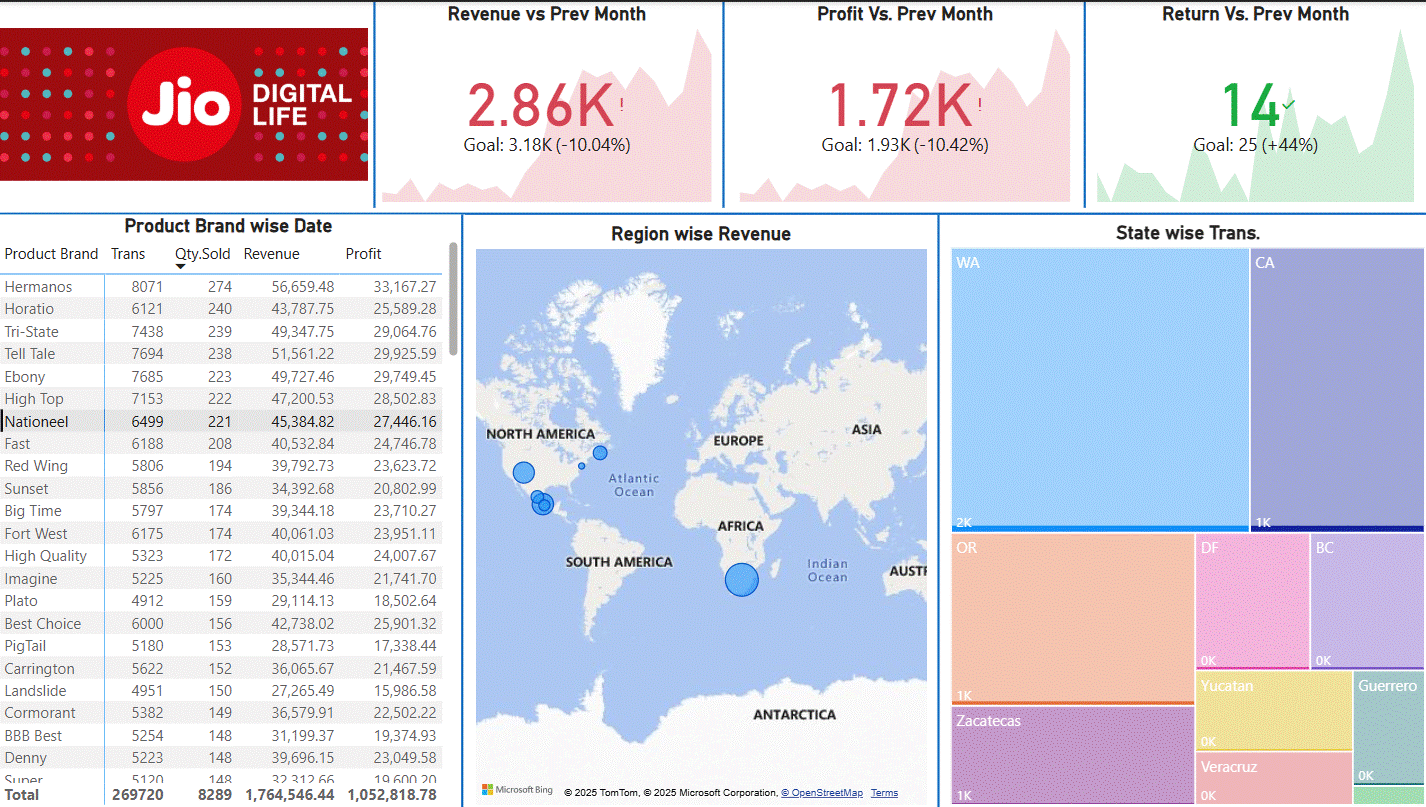 Jio DIGITAL LIFE
Revenue vs Prev Month
2.86K!
Goal: 3.18K (-10.04%)
Profit Vs. Prev Month
1.72K!
Goal: 1.93K (-10.42%)
Return Vs. Prev Month
14
Goal: 25 (+44%)
Product Brand wise Date
Product Brand Trans Qty.Sold Revenue Profit
Hermanos 8071 274 56,659.48 33,167.27
Horatio 6121 240 43,787.75 25,589.28
Tri-State 7438 239 49,347.75 29,064.76
Tell Tale 7694 238 51,561.22 29,925.59
Ebony 7685 223 49,727.46 29,749.45
High Top 7153 222 47,200.53 28,502.83
Nationeel 6499 221 45,384.82 27,446.16
Fast 6188 208 40,532.84 24,746.78
Red Wing 5806 194 39,792.73 23,623.72
Sunset 5856 186 34,392.68 20,802.99
Big Time 5797 174 39,344.18 23,710.27
Fort West 6175 174 40,061.03 23,951.11
High Quality 5323 172 40,015.04 24,007.67
Imagine 5225 160 35,344.46 21,741.70
Plato 4912 159 29,114.13 18,502.64
Best Choice 6000 156 42,738.02 25,901.32
PigTail 5180 153 28,571.73 17,338.44
Carrington 5622 152 36,065.67 21,467.59
Landslide 4951 150 27,265.49 15,986.58
Cormorant 5382 149 36,579.91 22,502.22
BBB Best 5254 148 31,199.37 19,374.93
Denny 5223 148 39,696.15 23,049.58
Super 5120 148 32,312.66 19,600.20
Total 269720 8289 1,764,546.44 1,052,818.78
Region wise Revenue
NORTH AMERICA
EUROPE
ASIA
Atlantic
Ocean
AFRICA
SOUTH AMERICA
Indian
Ocean
AUSTR
ANTARCTICA
Microsoft Bing
© 2025 TomTom, © 2025 Microsoft Corporation, © OpenStreetMap Terms
State wise Trans.
WA
2K
CA
1K
OR
1K
DF
0K
BC
0K
Zacatecas
1K
Yucatan
0K
Guerrero
0K
Veracruz
0K